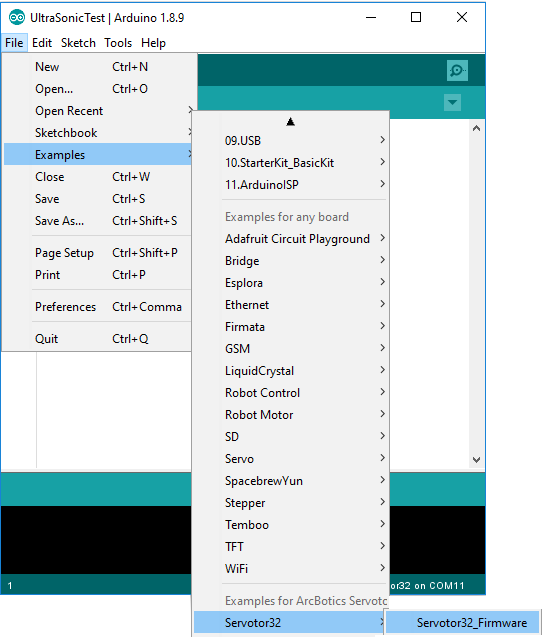 UltraSonicTest | Arduino 1.8.9
File Edit Sketch Tools Help
New Ctrl+N
Open... Ctrl+O
Open Recent
Sketchbook
Examples
Close Ctrl+W
Save Ctrl+S
Save As... Ctrl+Shift+S
Page Setup Ctrl+Shift+P
Print Ctrl+P
Preferences Ctrl+Comma
Quit Ctrl+Q
09.USB
10.StarterKit_BasicKit
11.ArduinoISP
Examples for any board
Adafruit Circuit Playground
Bridge
Esplora
Ethernet
Firmata
GSM
LiquidCrystal
Robot Control
Robot Motor
SD
Servo
SpacebrewYun
Stepper
Temboo
TFT
WiFi
Examples for ArcBotics Servoto
Servotor32
Servotor32_Firmware
1
or32 on COM11